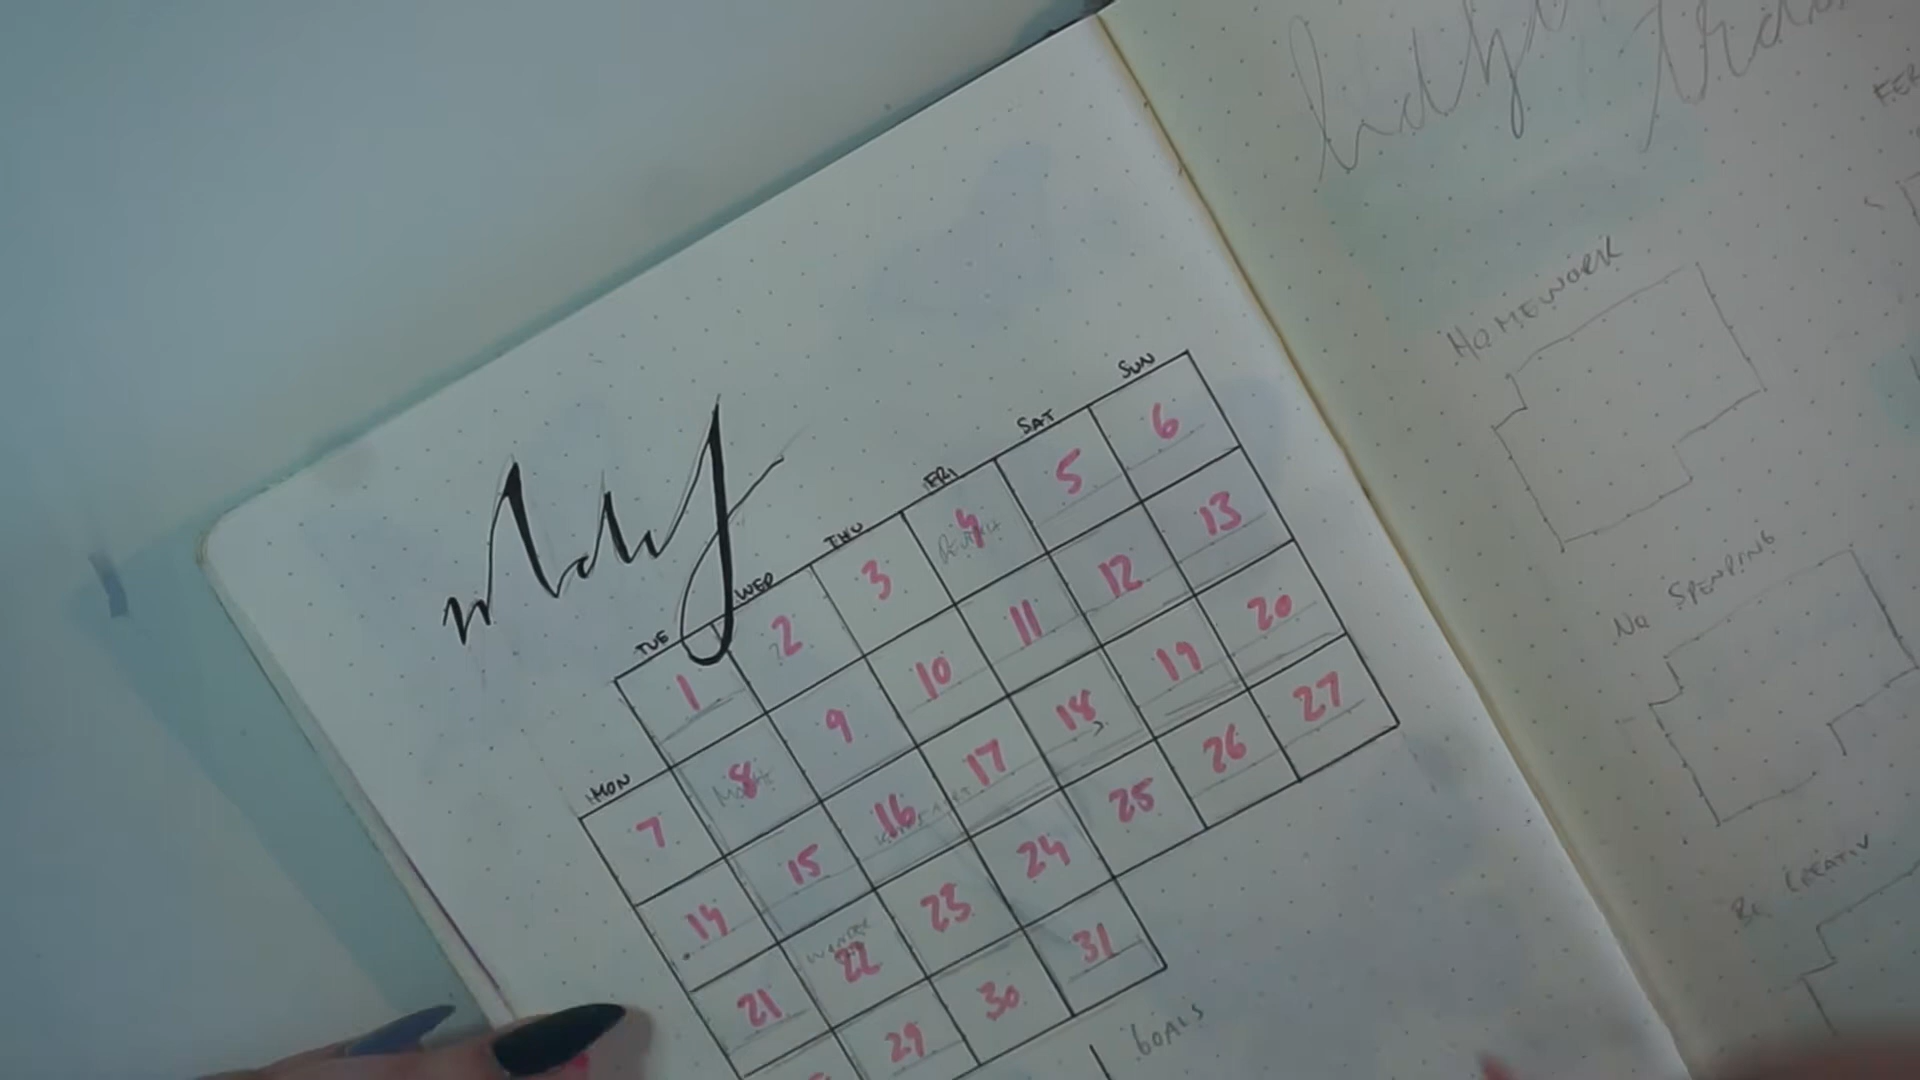 May
MON TUE WED THU FRI SAT SUN
1 2 3 4 5 6
7 8 9 10 11 12 13
14 15 16 17 18 19 20
21 22 23 24 25 26 27
29 30 31
GOALS
HOMEWORK
NO SPENDING
BE CREATIV